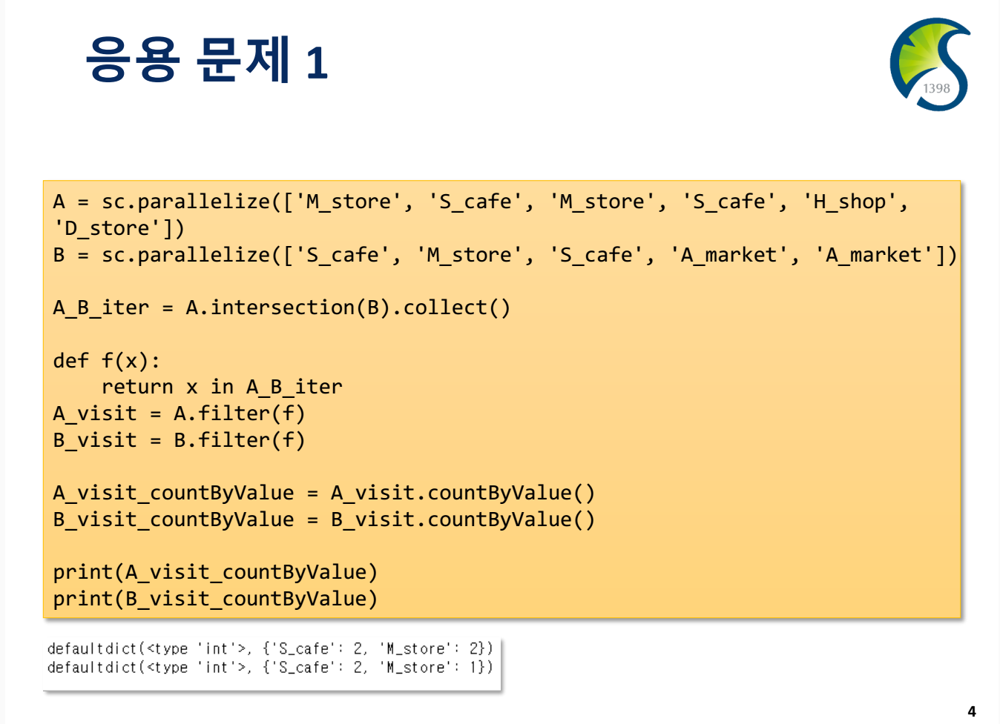 응용 문제 1
1398
A = sc.parallelize(['M_store', 'S_cafe', 'M_store', 'S_cafe', 'H_shop',
'D_store'])
B = sc.parallelize(['S_cafe', 'M_store', 'S_cafe', 'A_market', 'A_market'])
A_B_iter = A.intersection(B).collect()
def f(x):
    return x in A_B_iter
A_visit = A.filter(f)
B_visit = B.filter(f)
A_visit_countByValue = A_visit.countByValue()
B_visit_countByValue = B_visit.countByValue()
print(A_visit_countByValue)
print(B_visit_countByValue)
defaultdict(<type 'int'>, {'S_cafe': 2, 'M_store': 2})
defaultdict(<type 'int'>, {'S_cafe': 2, 'M_store': 1})
4